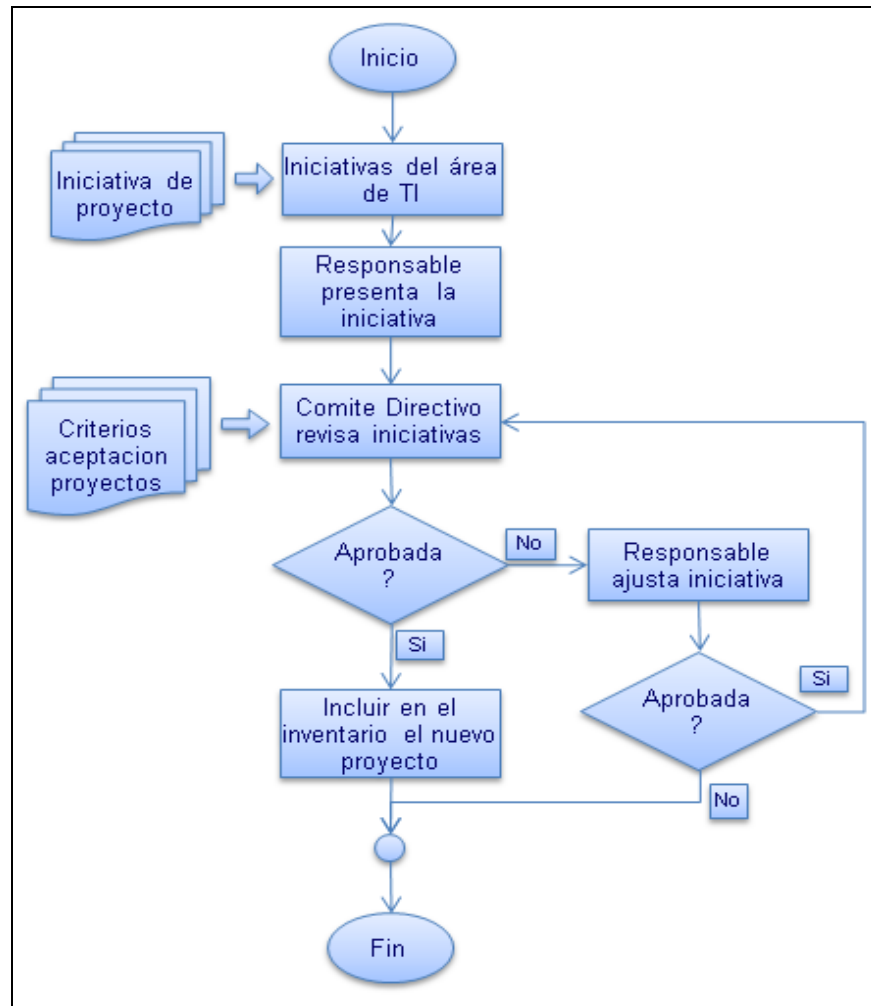 Inicio
Iniciativa de
proyecto
Iniciativas del área
de TI
Responsable
presenta la
iniciativa
Criterios
aceptacion
proyectos
Comite Directivo
revisa iniciativas
Aprobada
?
No
Responsable
ajusta iniciativa
Si
Aprobada
?
Si
Incluir en el
inventario el nuevo
proyecto
No
Fin